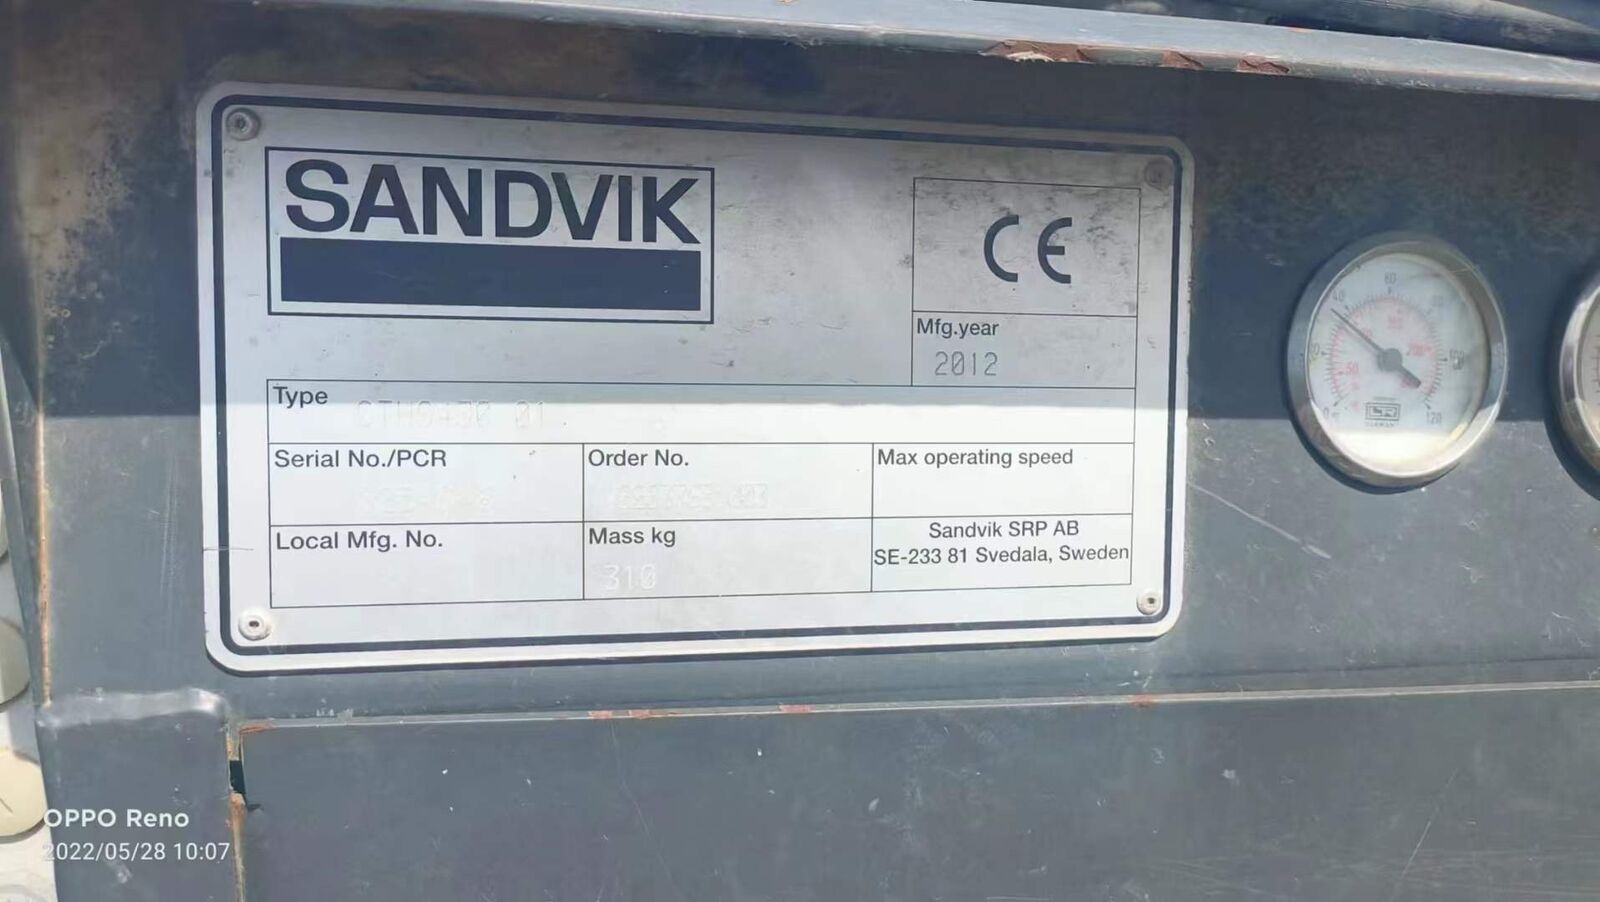 SANDVIK
CE
Mfg.year
2012
Type
Serial No./PCR
Order No.
Max operating speed
Local Mfg. No.
Mass kg
310
Sandvik SRP AB
SE-233 81 Svedala, Sweden
OPPO Reno
2022/05/28 10:07